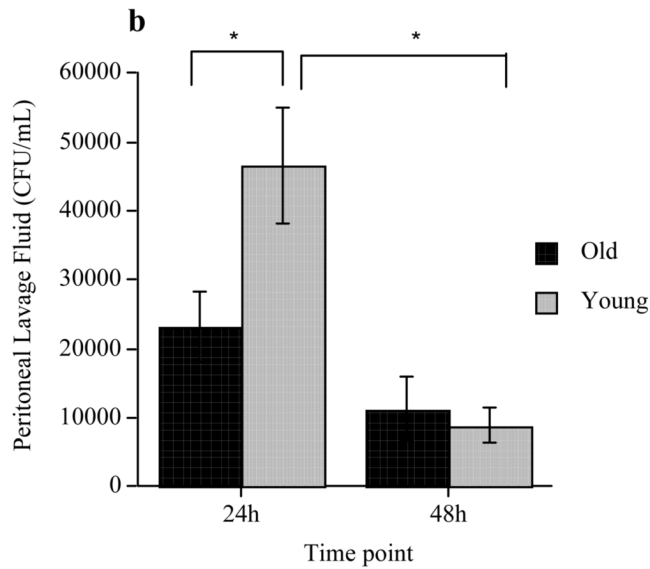 b
* *
60000
50000
40000
30000
20000
10000
0
Peritoneal Lavage Fluid (CFU/mL)
Old
Young
24h 48h
Time point